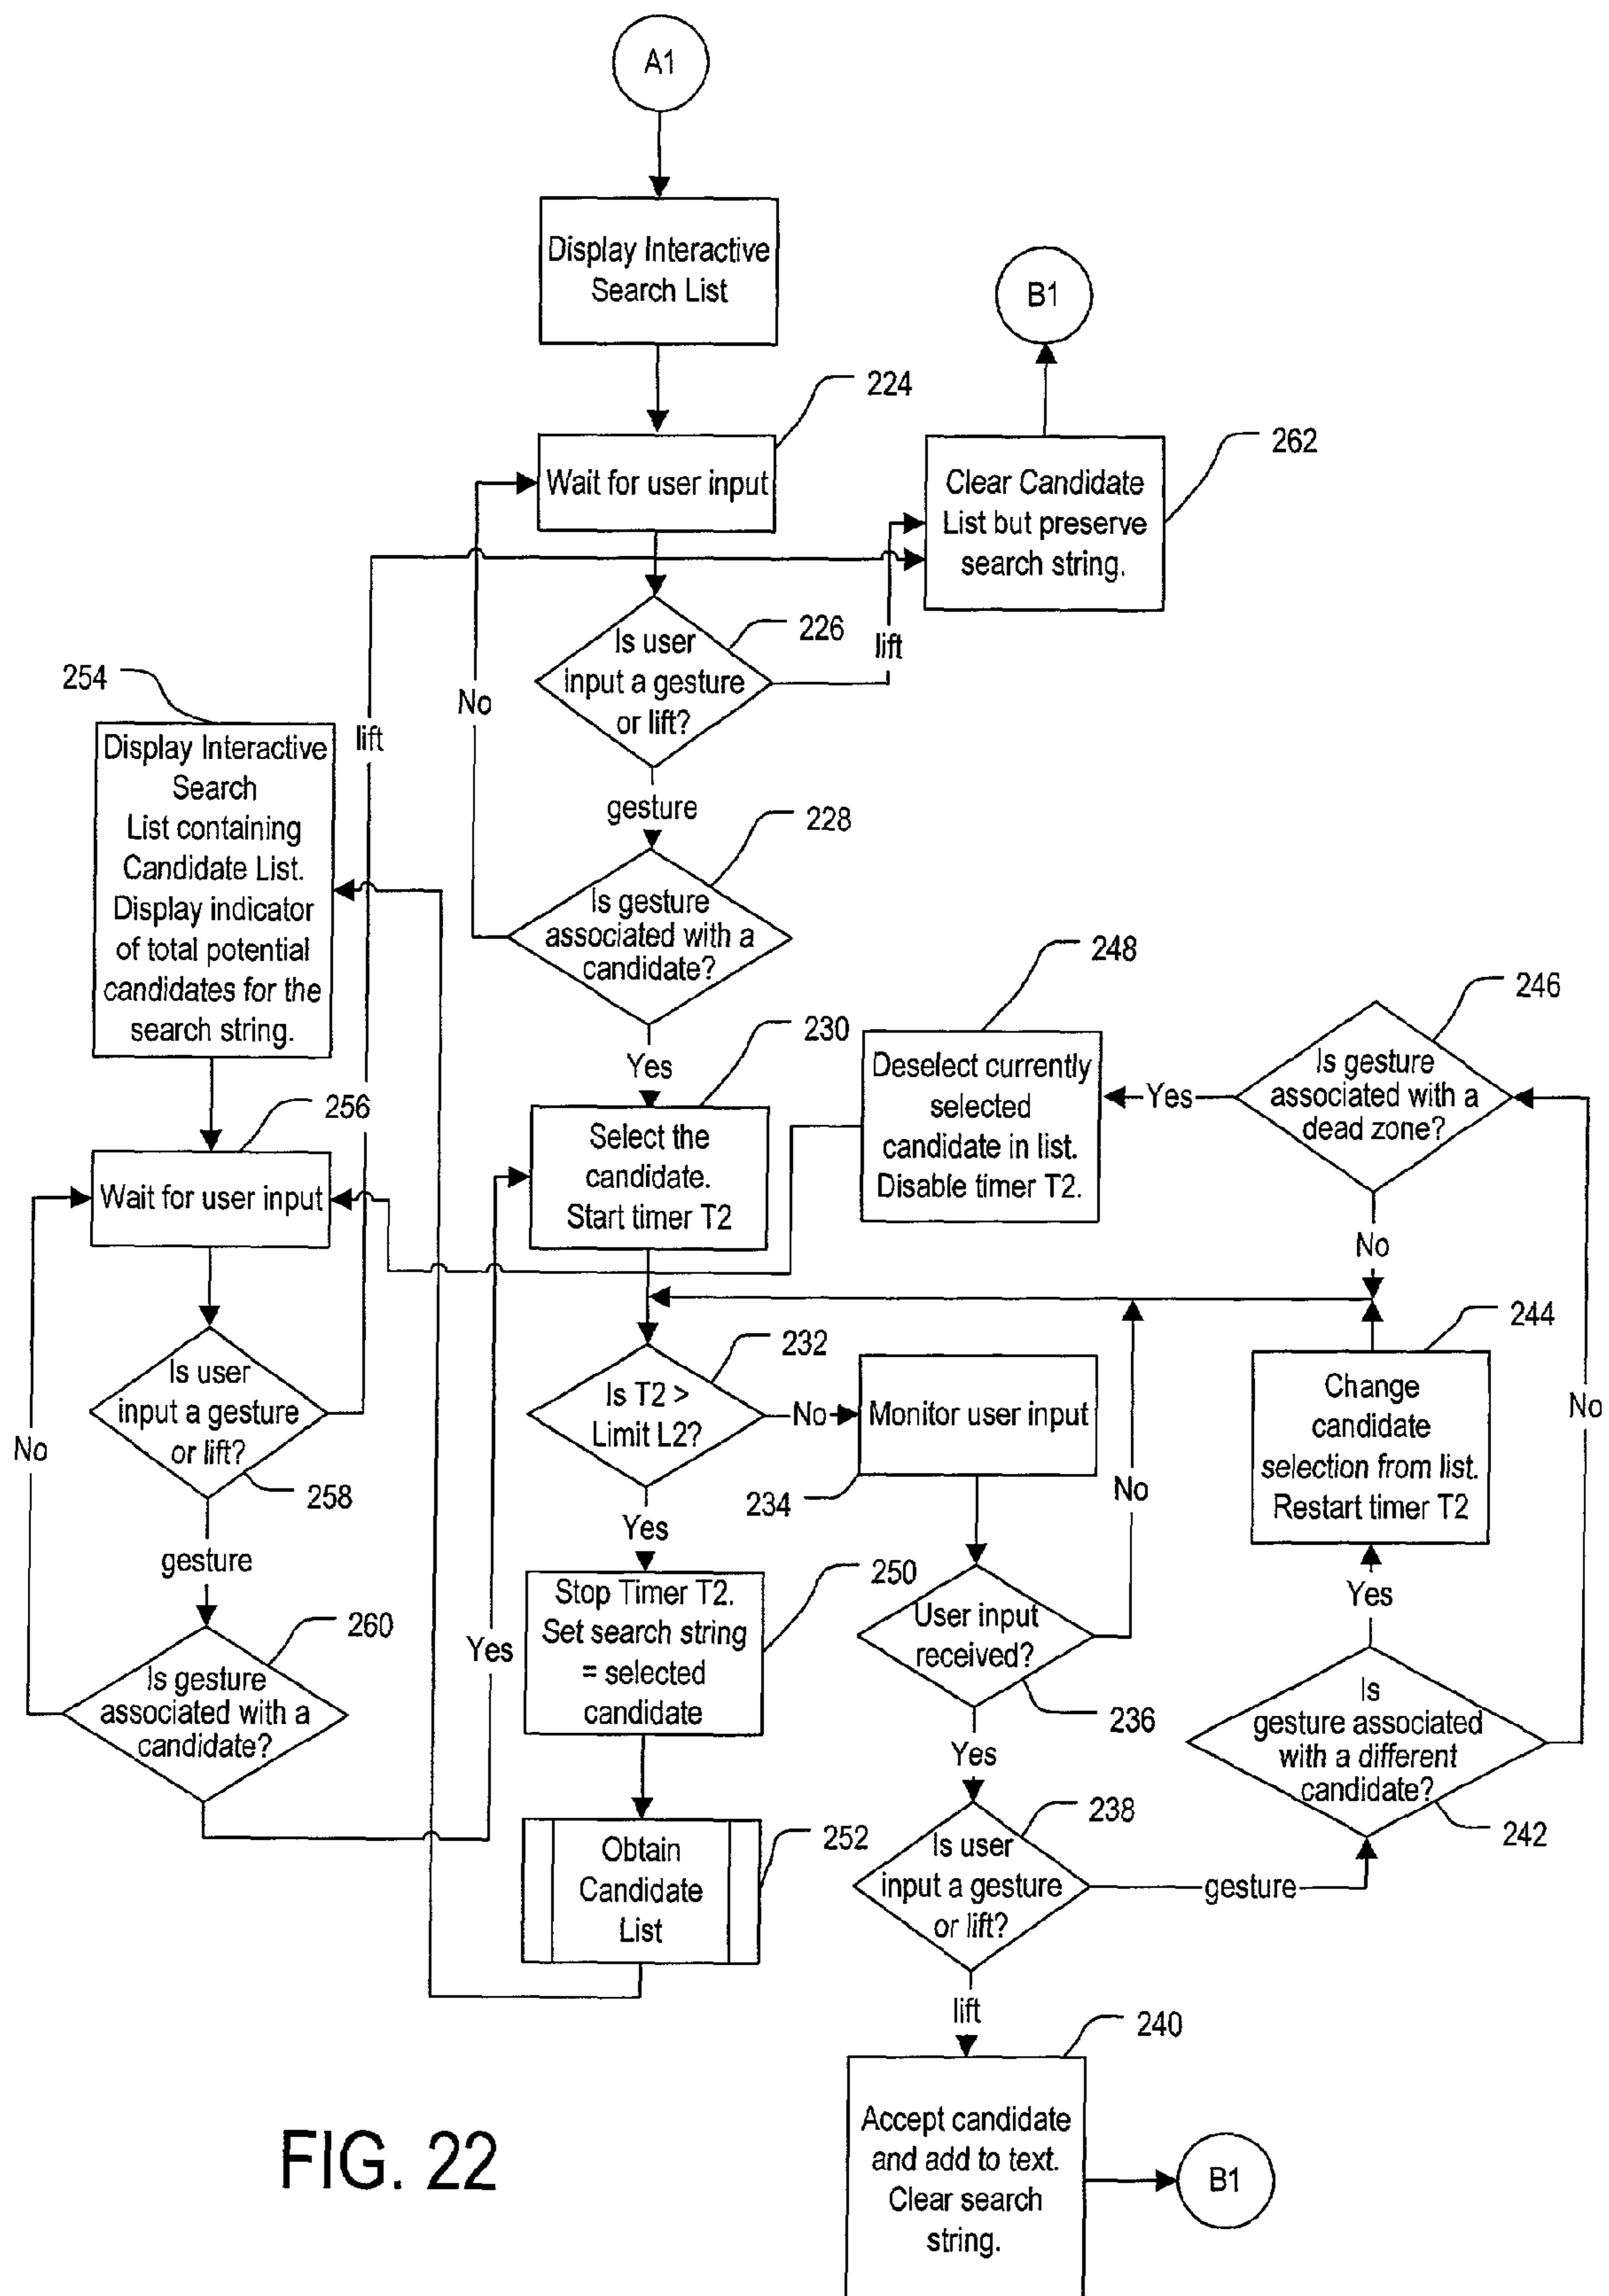 A1
Display Interactive
Search List
B1
224
Wait for user input
262
Clear Candidate
List but preserve
search string.
226
Is user
input a gesture
or lift?
lift
254
No
lift
Display Interactive
Search
List containing
Candidate List.
Display indicator
of total potential
candidates for the
search string.
gesture
228
Is gesture
associated with a
candidate?
248
246
Yes
230
Deselect currently
selected
candidate in list.
Disable timer T2.
Yes
Is gesture
associated with a
dead zone?
256
Wait for user input
Select the
candidate.
Start timer T2
No
244
232
Is user
input a gesture
or lift?
258
No
Is T2 >
Limit L2?
No
Monitor user input
234
No
Change
candidate
selection from list.
Restart timer T2
No
Yes
gesture
250
Stop Timer T2.
Set search string
= selected
candidate
User input
received?
236
Yes
260
Is gesture
associated with a
candidate?
Yes
Is
gesture associated
with a different
candidate?
242
Yes
252
Obtain
Candidate
List
238
Is user
input a gesture
or lift?
gesture
lift
240
Accept candidate
and add to text.
Clear search
string.
B1
FIG. 22